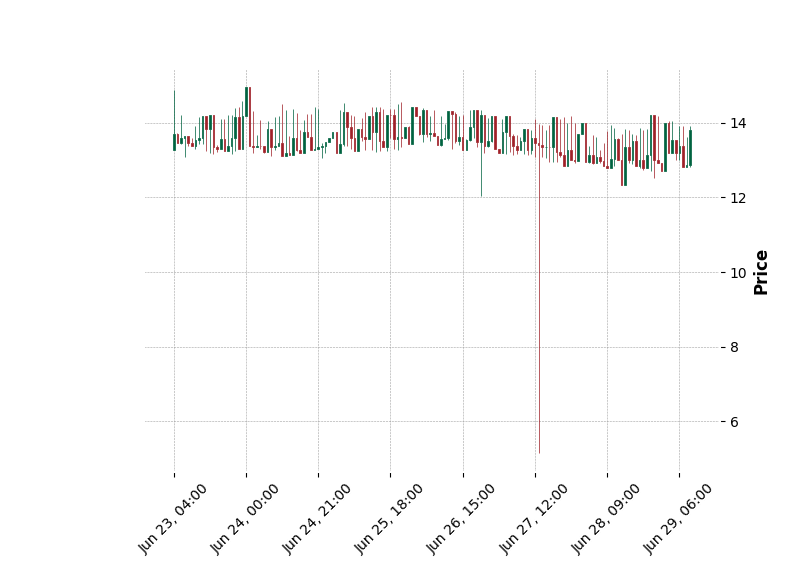 14
12
10
8
6
Price
Jun 23, 04:00
Jun 24, 00:00
Jun 24, 21:00
Jun 25, 18:00
Jun 26, 15:00
Jun 27, 12:00
Jun 28, 09:00
Jun 29, 06:00